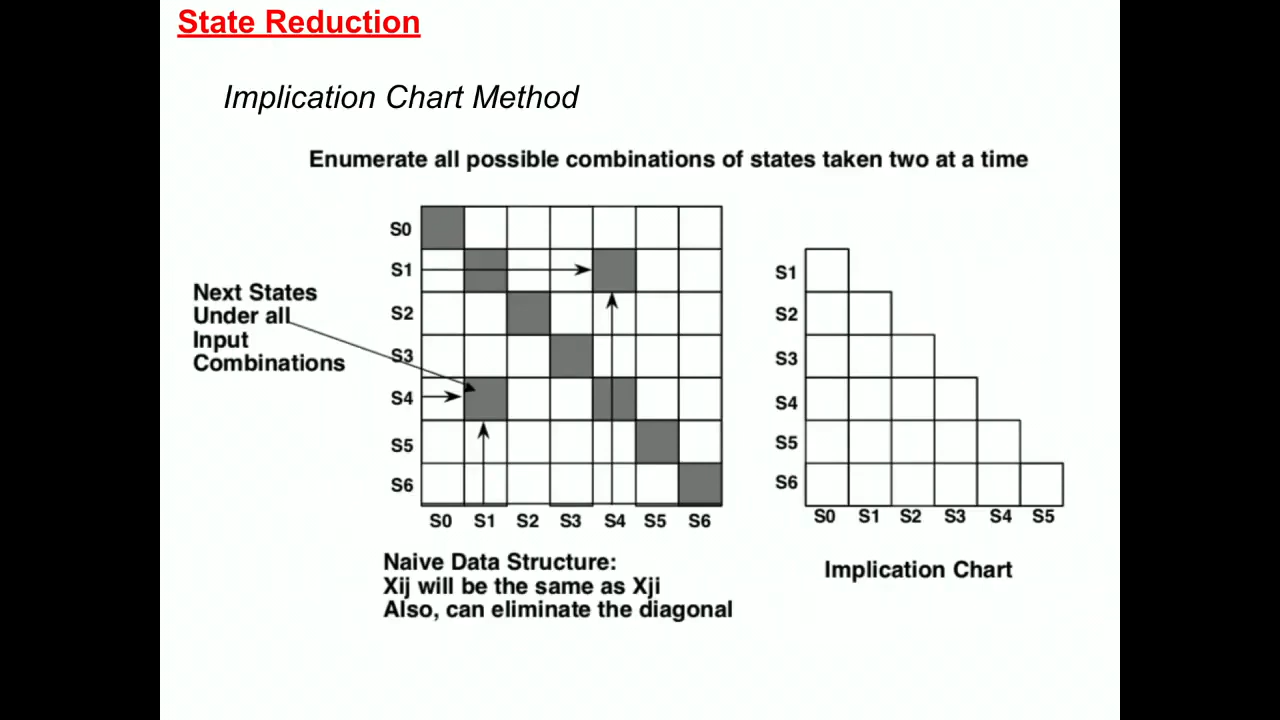 State Reduction
Implication Chart Method
Enumerate all possible combinations of states taken two at a time
Next States
Under all
Input
Combinations
S0
S1
S2
S3
S4
S5
S6
S0 S1 S2 S3 S4 S5 S6
Naive Data Structure:
Xij will be the same as Xji
Also, can eliminate the diagonal
S1
S2
S3
S4
S5
S6
S0 S1 S2 S3 S4 S5
Implication Chart